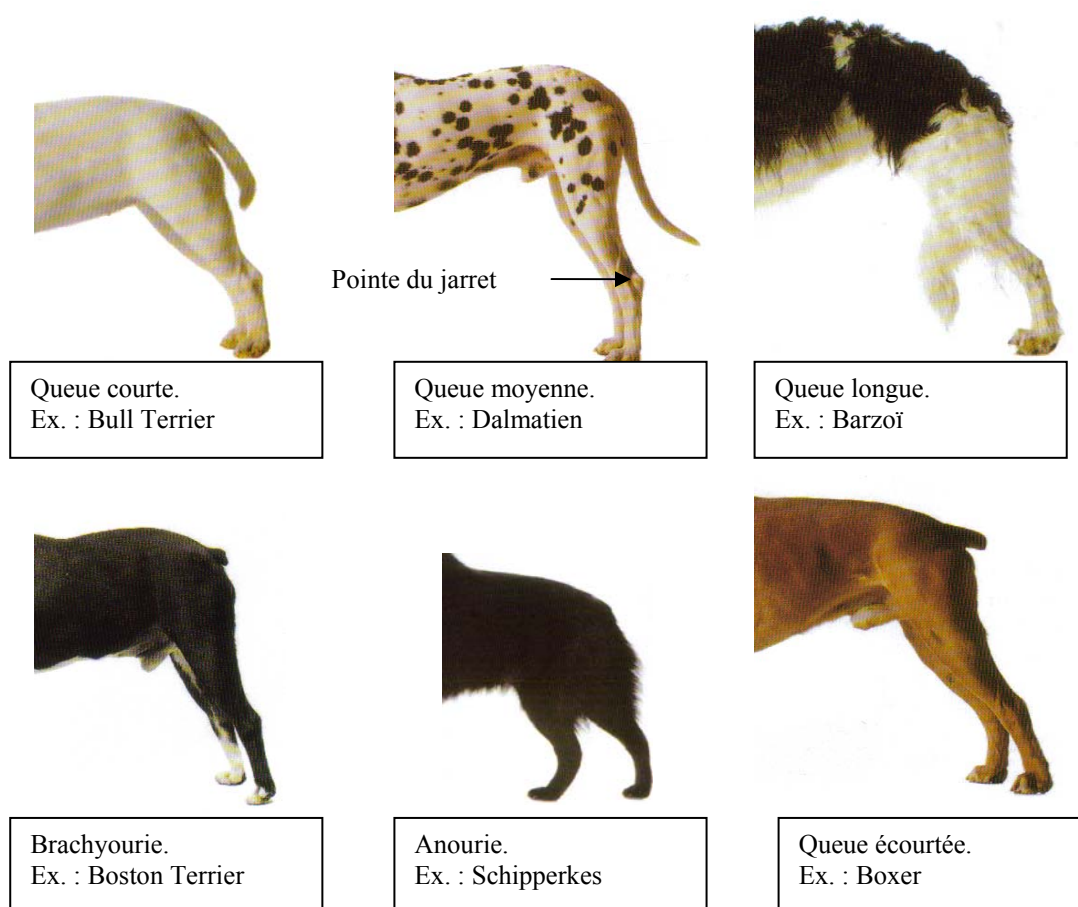 Pointe du jarret
Queue courte.
Ex. : Bull Terrier
Queue moyenne.
Ex. : Dalmatien
Queue longue.
Ex. : Barzoï
Brachyourie.
Ex. : Boston Terrier
Anourie.
Ex. : Schipperkes
Queue écourtée.
Ex. : Boxer